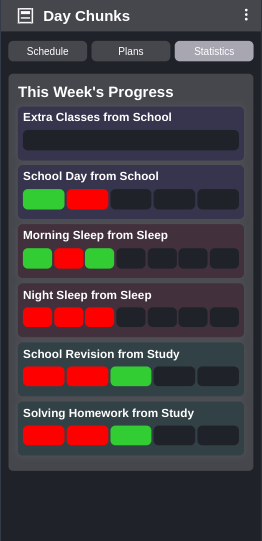 Day Chunks
Schedule Plans Statistics
This Week's Progress
Extra Classes from School
School Day from School
Morning Sleep from Sleep
Night Sleep from Sleep
School Revision from Study
Solving Homework from Study